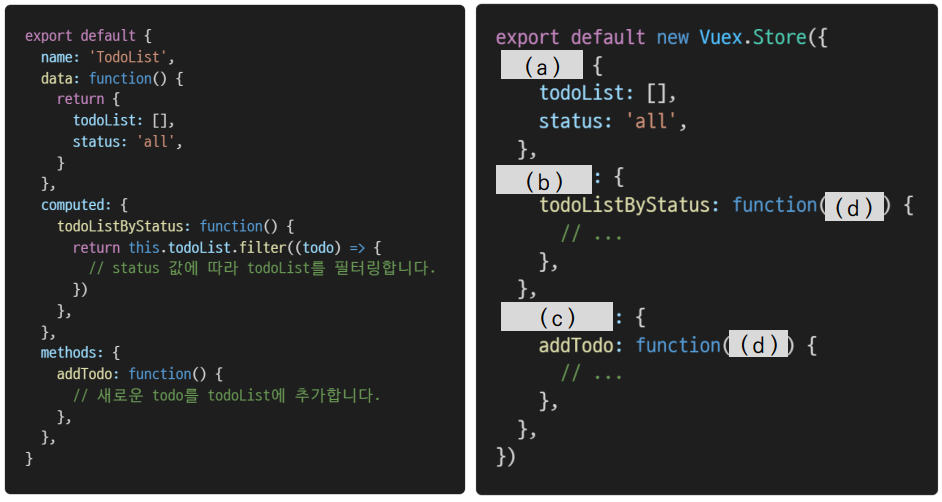 export default {
name: 'TodoList',
data: function() {
return {
todoList: [],
status: 'all',
}
},
computed: {
todoListByStatus: function() {
return this.todoList.filter((todo) => {
// status 값에 따라 todoList를 필터링합니다.
})
},
},
methods: {
addTodo: function() {
// 새로운 todo를 todoList에 추가합니다.
},
},
}
export default new Vuex.Store({
(a) {
todoList: [],
status: 'all',
},
(b) : {
todoListByStatus: function( (d) ) {
// ...
},
},
(c) : {
addTodo: function( (d) ) {
// ...
},
},
})